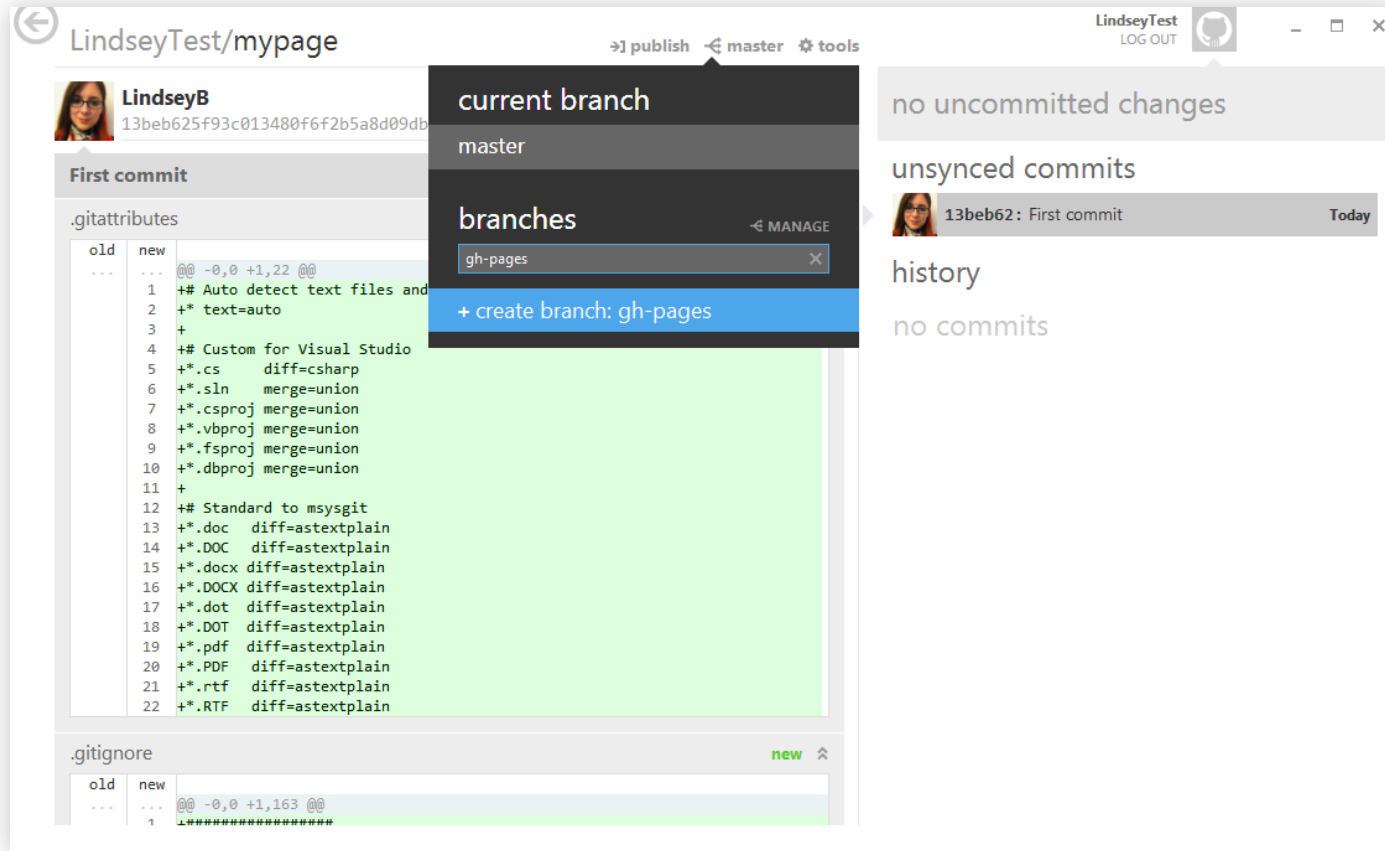 LindseyTest/mypage
publish master tools
LindseyTest
LOG OUT
LindseyB
13beb625f93c013480f6f2b5a8d09db
First commit
.gitattributes
old new
... ... @@ -0,0 +1,22 @@
1 +# Auto detect text files and
2 +* text=auto
3 +
4 +# Custom for Visual Studio
5 +*.cs     diff=csharp
6 +*.sln    merge=union
7 +*.csproj merge=union
8 +*.vbproj merge=union
9 +*.fsproj merge=union
10 +*.dbproj merge=union
11 +
12 +# Standard to msysgit
13 +*.doc   diff=astextplain
14 +*.DOC   diff=astextplain
15 +*.docx diff=astextplain
16 +*.DOCX diff=astextplain
17 +*.dot  diff=astextplain
18 +*.DOT  diff=astextplain
19 +*.pdf  diff=astextplain
20 +*.PDF   diff=astextplain
21 +*.rtf   diff=astextplain
22 +*.RTF   diff=astextplain
.gitignore
new
old new
... ... @@ -0,0 +1,163 @@
1 +#################
current branch
master
branches
MANAGE
gh-pages
+ create branch: gh-pages
no uncommitted changes
unsynced commits
13beb62: First commit Today
history
no commits